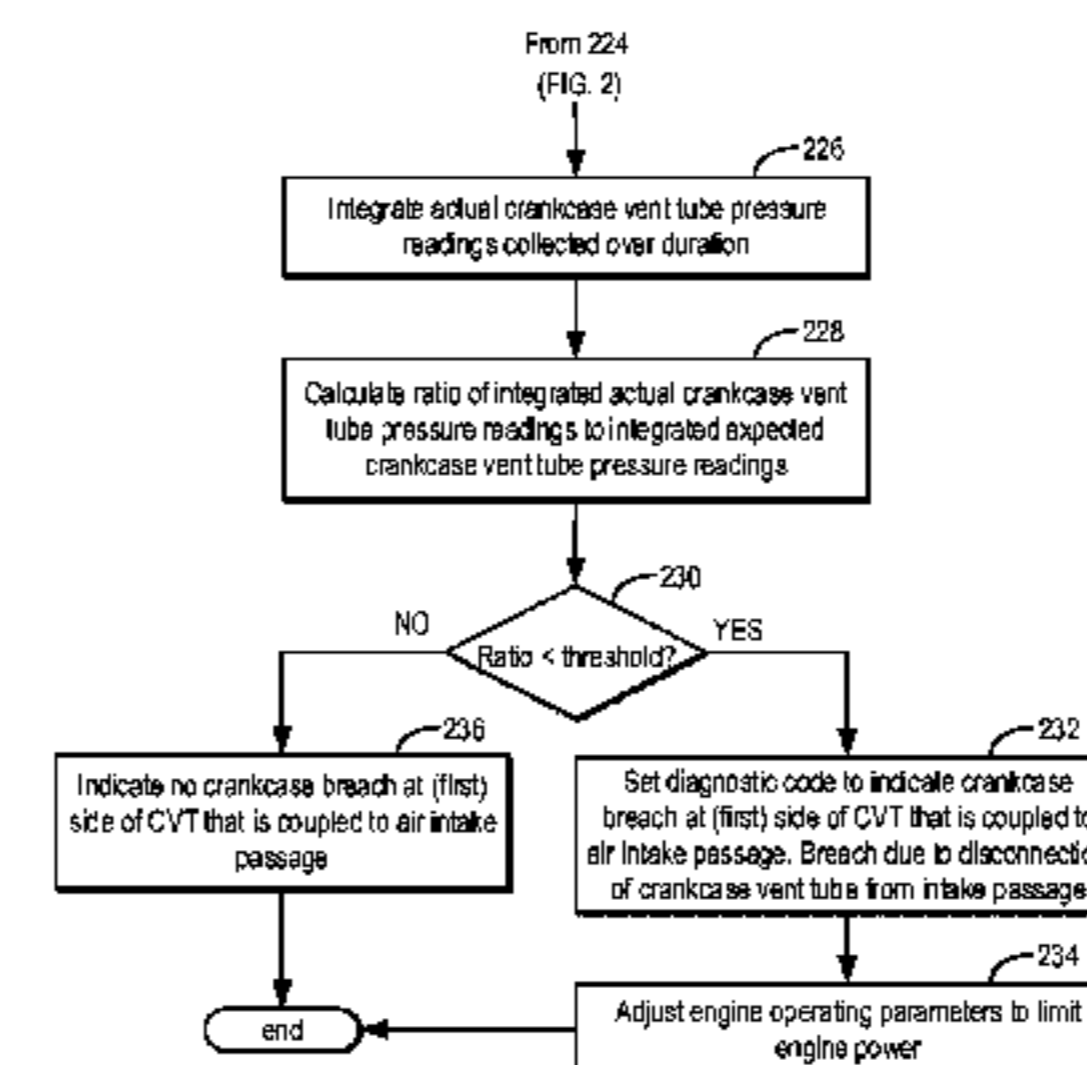 From 224
(FIG. 2)
226
Integrate actual crankcase vent tube pressure
readings collected over duration
228
Calculate ratio of integrated actual crankcase vent
tube pressure readings to integrated expected
crankcase vent tube pressure readings
230
NO
YES
Ratio < threshold?
236
Indicate no crankcase breach at (first)
side of CVT that is coupled to air intake
passage
232
Set diagnostic code to indicate crankcase
breach at (first) side of CVT that is coupled to
air intake passage. Breach due to
of crankcase vent tube from intake passage
234
Adjust engine operating parameters to limit
engine power
end